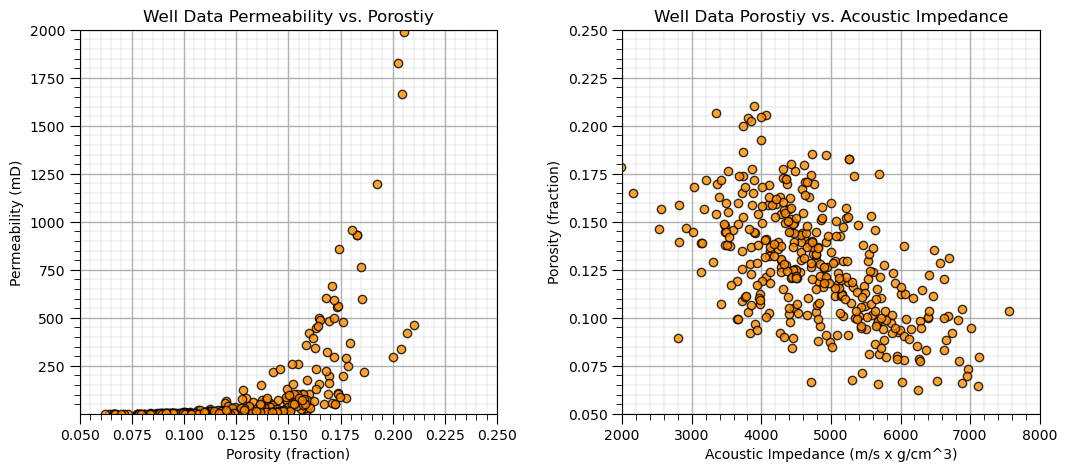 Well Data Permeability vs. Porostiy
2000
1750
1500
1250
1000
750
500
250
Permeability (mD)
0.050 0.075 0.100 0.125 0.150 0.175 0.200 0.225 0.250
Porosity (fraction)
Well Data Porostiy vs. Acoustic Impedance
0.250
0.225
0.200
0.175
0.150
0.125
0.100
0.075
0.050
Porosity (fraction)
2000 3000 4000 5000 6000 7000 8000
Acoustic Impedance (m/s x g/cm^3)